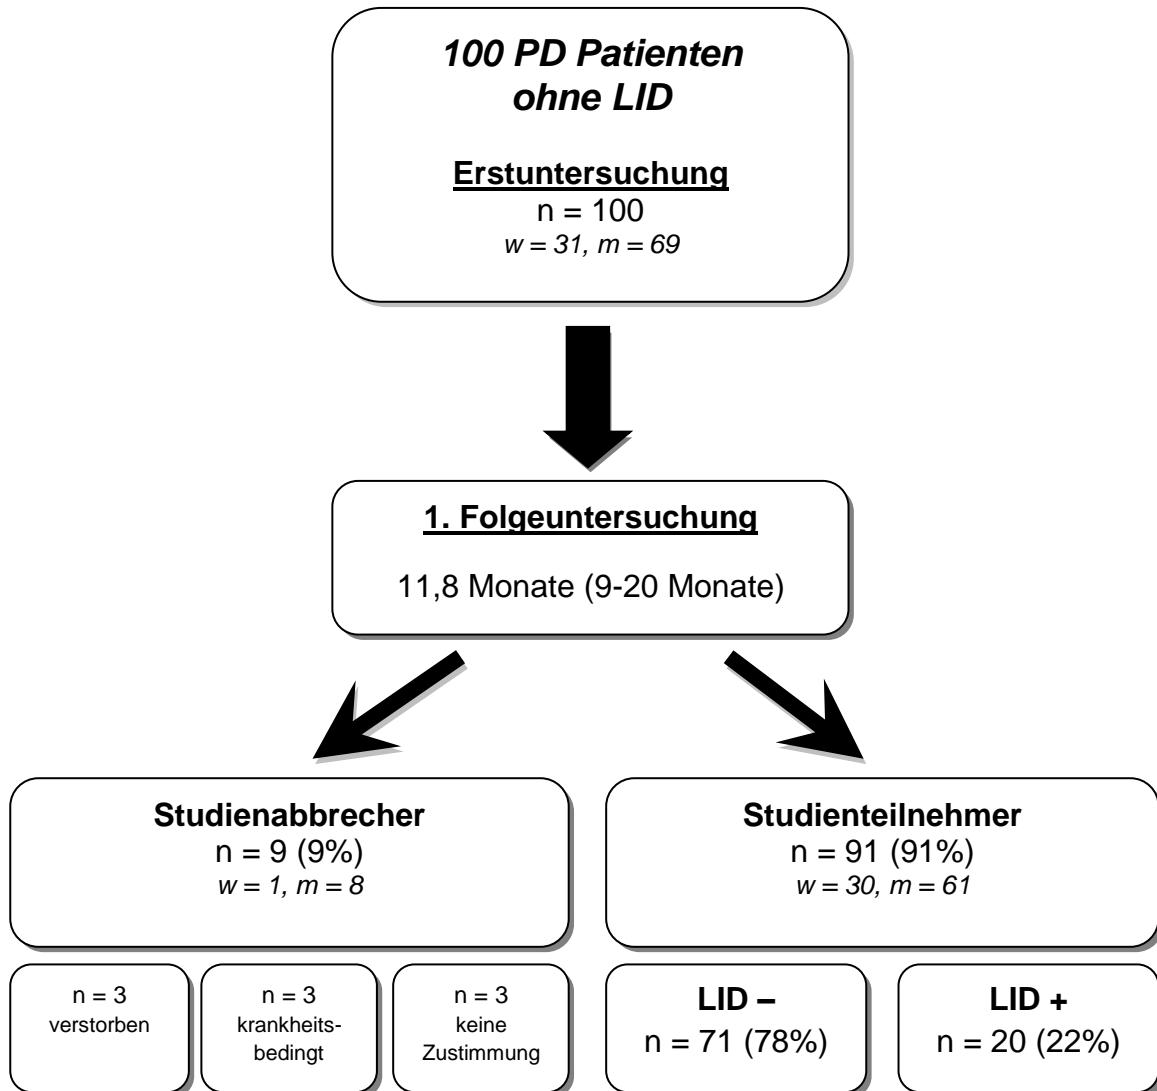 100 PD Patienten
ohne LID
Erstuntersuchung
n = 100
w = 31, m = 69
1. Folgeuntersuchung
11,8 Monate (9-20 Monate)
Studienabbrecher
n = 9 (9%)
w = 1, m = 8
Studienteilnehmer
n = 91 (91%)
w = 30, m = 61
n = 3
verstorben
n = 3
krankheits-
bedingt
n = 3
keine
Zustimmung
LID –
n = 71 (78%)
LID +
n = 20 (22%)